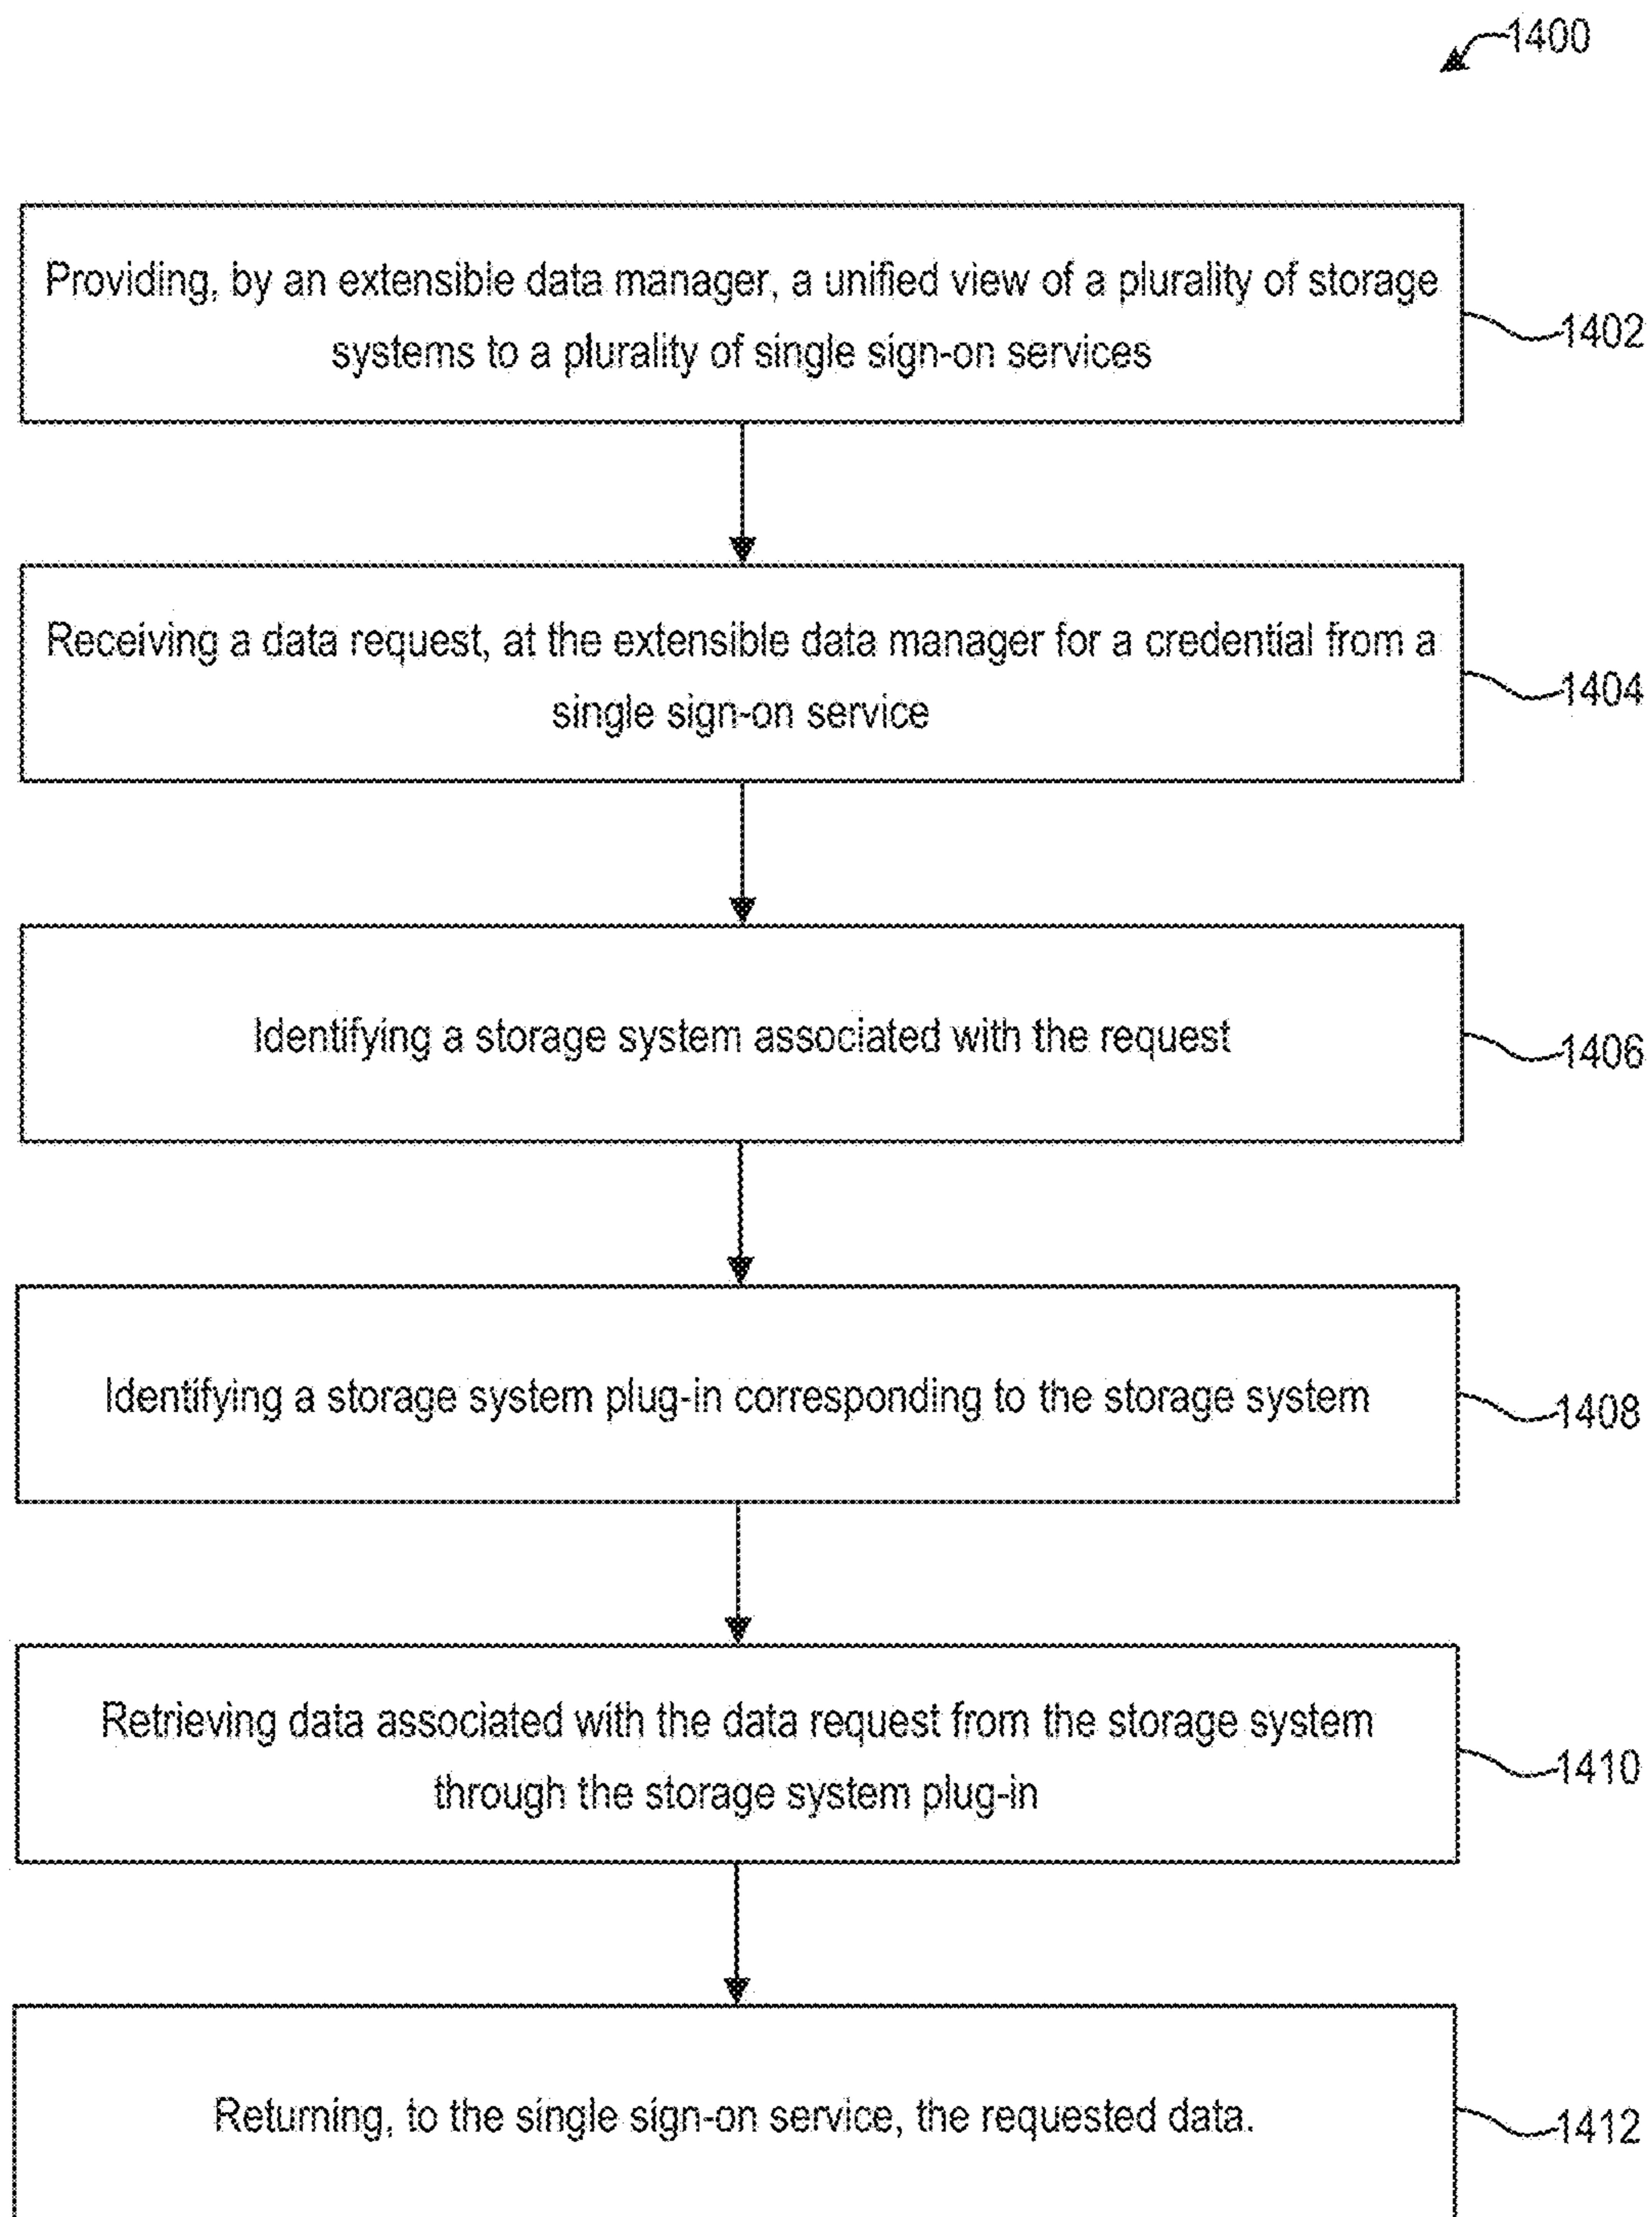 1400
Providing, by an extensible data manager, a unified view of a plurality of storage
systems to a plurality of single sign-on services
1402
Receiving a data request, at the extensible data manager for a credential from a
single sign-on service
1404
Identifying a storage system associated with the request
1406
Identifying a storage system plug-in corresponding to the storage system
1408
Retrieving data associated with the data request from the storage system
through the storage system plug-in
1410
Returning, to the single sign-on service, the requested data.
1412